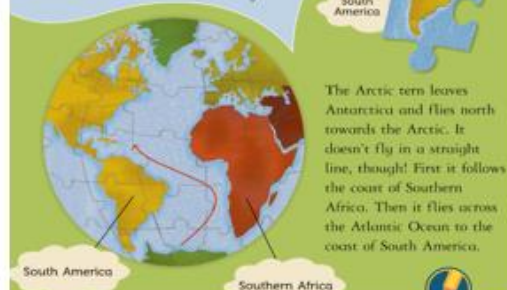 South
America
The Arctic tern leaves
Antarctica and flies north
towards the Arctic. It
doesn't fly in a straight
line, though! First it follows
the coast of Southern
Africa. Then it flies across
the Atlantic Ocean to the
coast of South America.
South America
Southern Africa